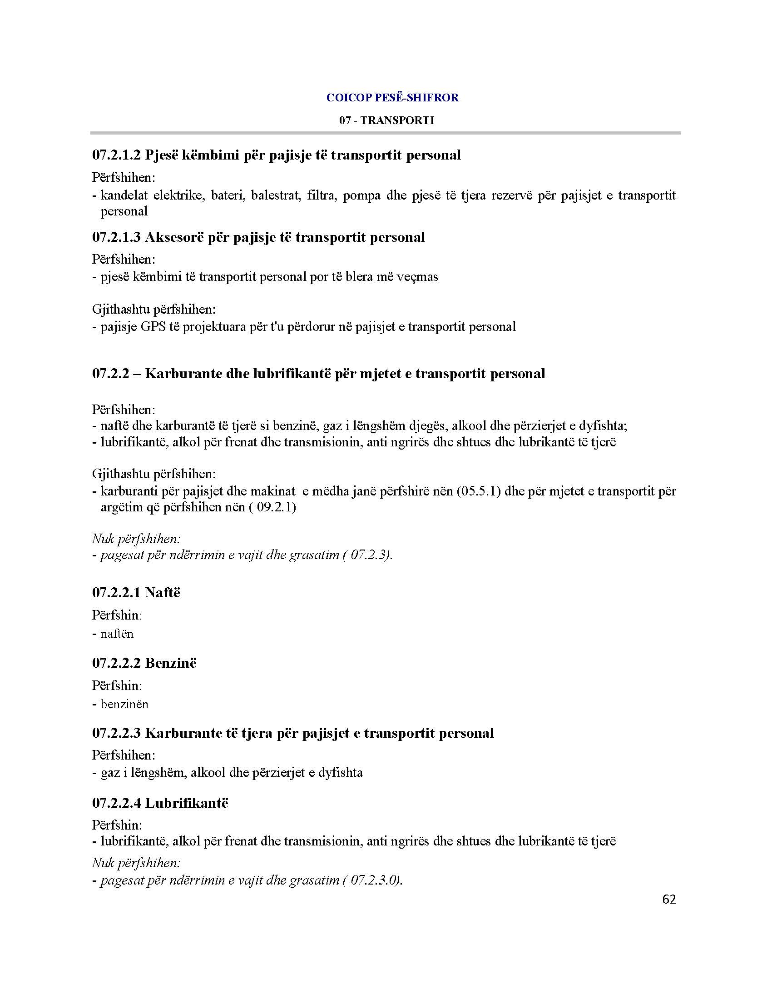 COICOP PESË-SHIFROR
07 - TRANSPORTI
07.2.1.2 Pjesë këmbimi për pajisje të transportit personal
Përfshihen:
- kandelat elektrike, bateri, balestrat, filtra, pompa dhe pjesë të tjera rezervë për pajisjet e transportit
personal
07.2.1.3 Aksesorë për pajisje të transportit personal
Përfshihen:
- pjesë këmbimi të transportit personal por të blera më veçmas
Gjithashtu përfshihen:
- pajisje GPS të projektuara për t'u përdorur në pajisjet e transportit personal
07.2.2 – Karburante dhe lubrifikantë për mjetet e transportit personal
Përfshihen:
- naftë dhe karburantë të tjerë si benzinë, gaz i lëngshëm djegës, alkool dhe përzierjet e dyfishta;
- lubrifikantë, alkol për frenat dhe transmisionin, anti ngrirës dhe shtues dhe lubrikantë të tjerë
Gjithashtu përfshihen:
- karburanti për pajisjet dhe makinat  e mëdha janë përfshirë nën (05.5.1) dhe për mjetet e transportit për
argëtim që përfshihen nën ( 09.2.1)
Nuk përfshihen:
- pagesat për ndërrimin e vajit dhe grasatim ( 07.2.3).
07.2.2.1 Naftë
Përfshin:
- naftën
07.2.2.2 Benzinë
Përfshin:
- benzinën
07.2.2.3 Karburante të tjera për pajisjet e transportit personal
Përfshihen:
- gaz i lëngshëm, alkool dhe përzierjet e dyfishta
07.2.2.4 Lubrifikantë
Përfshin:
- lubrifikantë, alkol për frenat dhe transmisionin, anti ngrirës dhe shtues dhe lubrikantë të tjerë
Nuk përfshihen:
- pagesat për ndërrimin e vajit dhe grasatim ( 07.2.3.0).
62